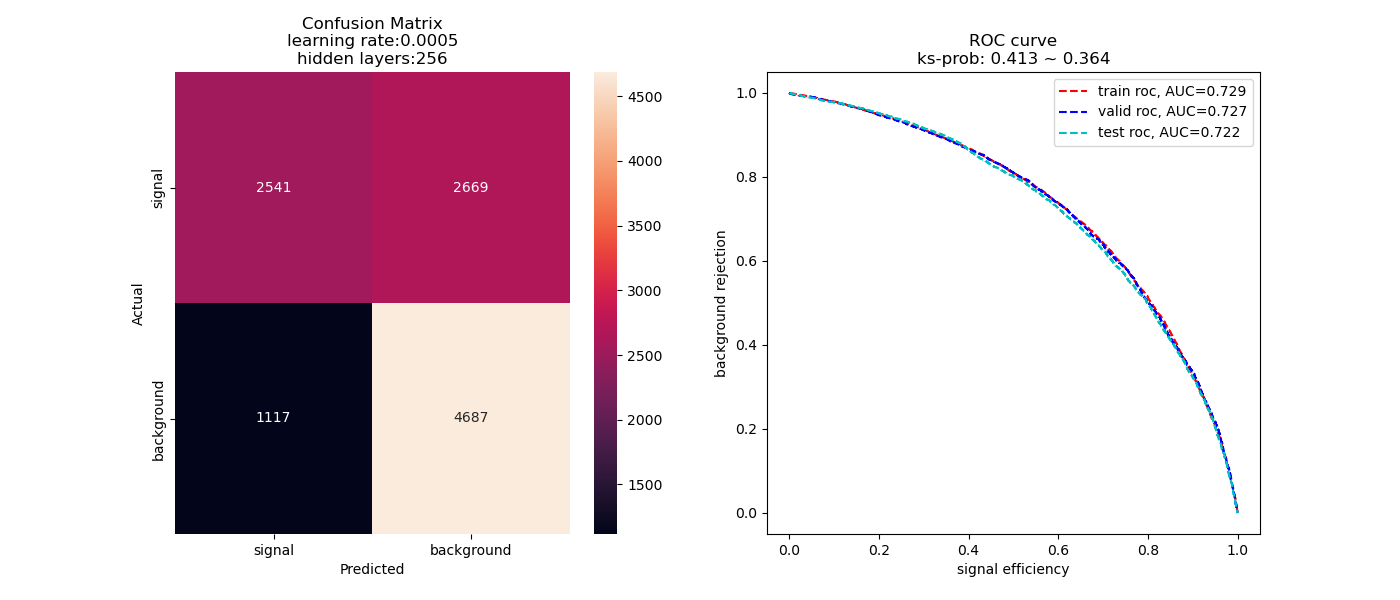 Confusion Matrix
learning rate:0.0005
hidden layers:256
signal
background
Actual
2541 2669
1117 4687
signal background
Predicted
4500
4000
3500
3000
2500
2000
1500
ROC curve
ks-prob: 0.413 ~ 0.364
train roc, AUC=0.729
valid roc, AUC=0.727
test roc, AUC=0.722
background rejection
1.0
0.8
0.6
0.4
0.2
0.0
0.0 0.2 0.4 0.6 0.8 1.0
signal efficiency